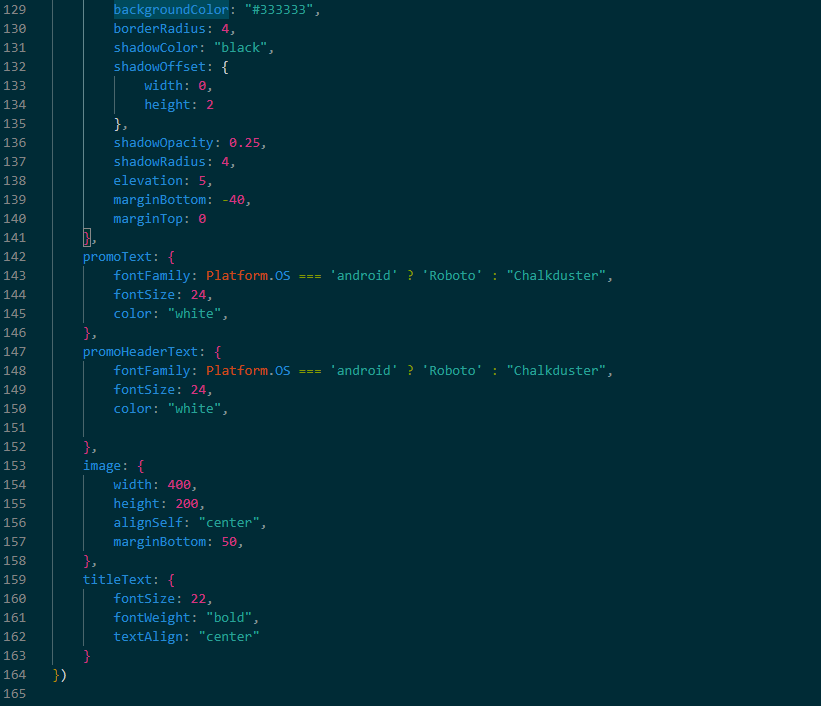 129 backgroundColor: "#333333",
130 borderRadius: 4,
131 shadowColor: "black",
132 shadowOffset: {
133 width: 0,
134 height: 2
135 },
136 shadowOpacity: 0.25,
137 shadowRadius: 4,
138 elevation: 5,
139 marginBottom: -40,
140 marginTop: 0
141 },
142 promoText: {
143 fontFamily: Platform.OS === 'android' ? 'Roboto' : "Chalkduster",
144 fontSize: 24,
145 color: "white",
146 },
147 promoHeaderText: {
148 fontFamily: Platform.OS === 'android' ? 'Roboto' : "Chalkduster",
149 fontSize: 24,
150 color: "white",
151
152 },
153 image: {
154 width: 400,
155 height: 200,
156 alignSelf: "center",
157 marginBottom: 50,
158 },
159 titleText: {
160 fontSize: 22,
161 fontWeight: "bold",
162 textAlign: "center"
163 }
164 })
165